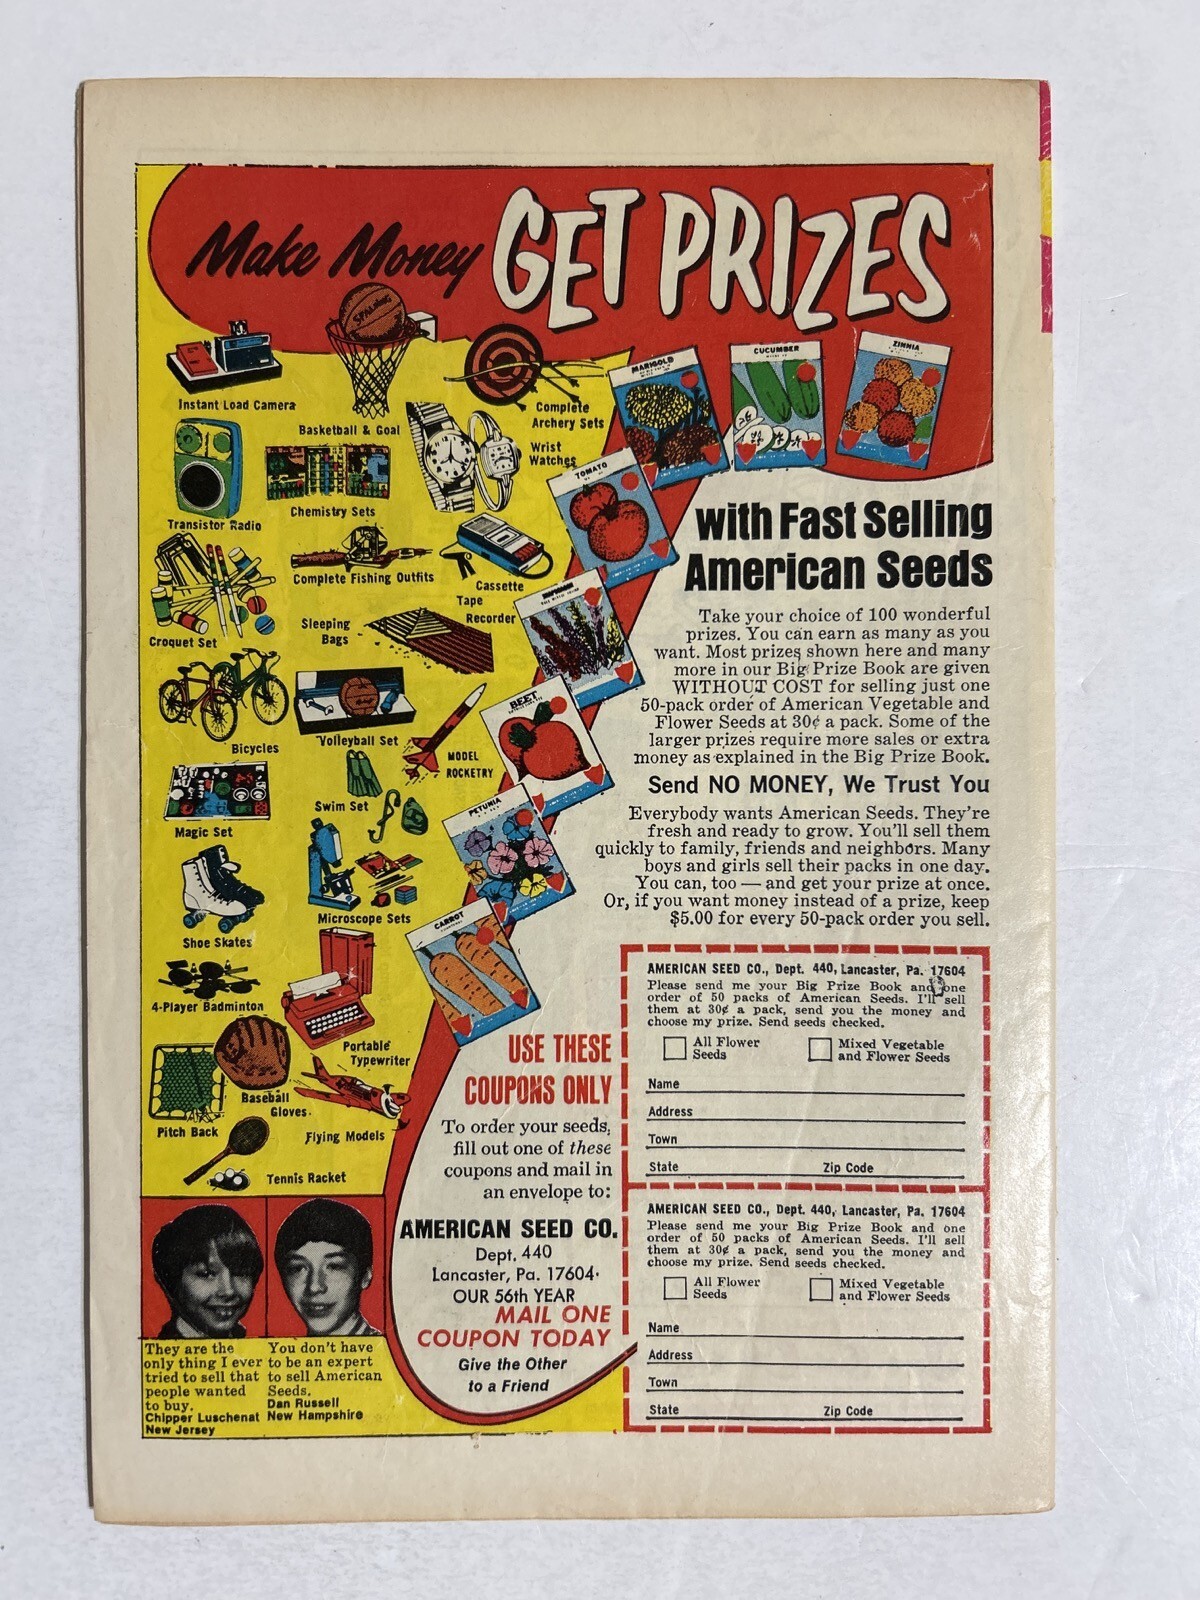 Make Money GET PRIZES
SPALDING
Instant Load Camera
Basketball & Goal
Complete
Archery Sets
Wrist
Watches
Transistor Radio
Chemistry Sets
Complete Fishing Outfits
Cassette
Tape
Recorder
Croquet Set
Sleeping
Bags
Bicycles
Volleyball Set
MODEL
ROCKETRY
Magic Set
Swim Set
Shoe Skates
Microscope Sets
4-Player Badminton
Portable
Typewriter
Pitch Back
Baseball
Gloves
Flying Models
Tennis Racket
MARIGOLD
CUCUMBER
ZINNIA
TOMATO
BEET
PETUNIA
CARROT
with Fast Selling
American Seeds
Take your choice of 100 wonderful
prizes. You can earn as many as you
want. Most prizes shown here and many
more in our Big Prize Book are given
WITHOUT COST for selling just one
50-pack order of American Vegetable and
Flower Seeds at 30¢ a pack. Some of the
larger prizes require more sales or extra
money as explained in the Big Prize Book.
Send NO MONEY, We Trust You
Everybody wants American Seeds. They're
fresh and ready to grow. You'll sell them
quickly to family, friends and neighbors. Many
boys and girls sell their packs in one day.
You can, too — and get your prize at once.
Or, if you want money instead of a prize, keep
$5.00 for every 50-pack order you sell.
USE THESE
COUPONS ONLY
To order your seeds,
fill out one of these
coupons and mail in
an envelope to:
AMERICAN SEED CO.
Dept. 440
Lancaster, Pa. 17604
OUR 56th YEAR
MAIL ONE
COUPON TODAY
Give the Other
to a Friend
AMERICAN SEED CO., Dept. 440, Lancaster, Pa. 17604
Please send me your Big Prize Book and one
order of 50 packs of American Seeds. I'll sell
them at 30¢ a pack, send you the money and
choose my prize. Send seeds checked.
All Flower
Seeds
Mixed Vegetable
and Flower Seeds
Name
Address
Town
State Zip Code
AMERICAN SEED CO., Dept. 440, Lancaster, Pa. 17604
Please send me your Big Prize Book and one
order of 50 packs of American Seeds. I'll sell
them at 30¢ a pack, send you the money and
choose my prize. Send seeds checked.
All Flower
Seeds
Mixed Vegetable
and Flower Seeds
Name
Address
Town
State Zip Code
They are the
only thing I ever
tried to sell that
people wanted
to buy.
Chipper Luschenat
New Jersey
You don't have
to be an expert
to sell American
Seeds.
Dan Russell
New Hampshire